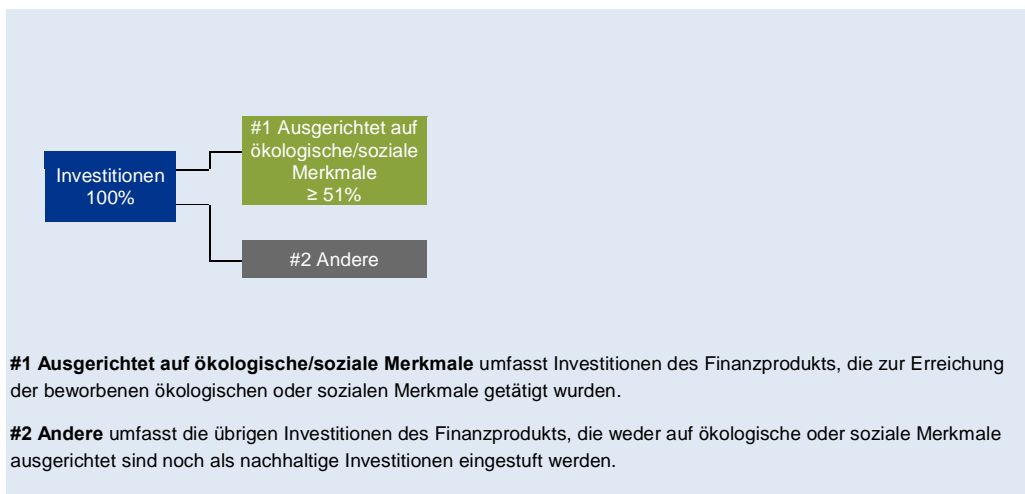 #1 Ausgerichtet auf
ökologische/soziale
Merkmale
≥ 51%
Investitionen
100%
#2 Andere
#1 Ausgerichtet auf ökologische/soziale Merkmale umfasst Investitionen des Finanzprodukts, die zur Erreichung
der beworbenen ökologischen oder sozialen Merkmale getätigt wurden.
#2 Andere umfasst die übrigen Investitionen des Finanzprodukts, die weder auf ökologische oder soziale Merkmale
ausgerichtet sind noch als nachhaltige Investitionen eingestuft werden.